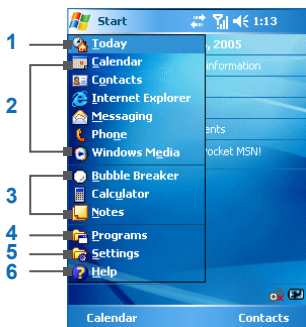 Start 1:13
1 Today , 2005
Calendar nformation
Contacts
2 Internet Explorer
Messaging
Phone ents
Windows Media ocket MSN!
Bubble Breaker
3 Calculator
Notes
4 Programs
5 Settings
6 Help
Calendar Contacts